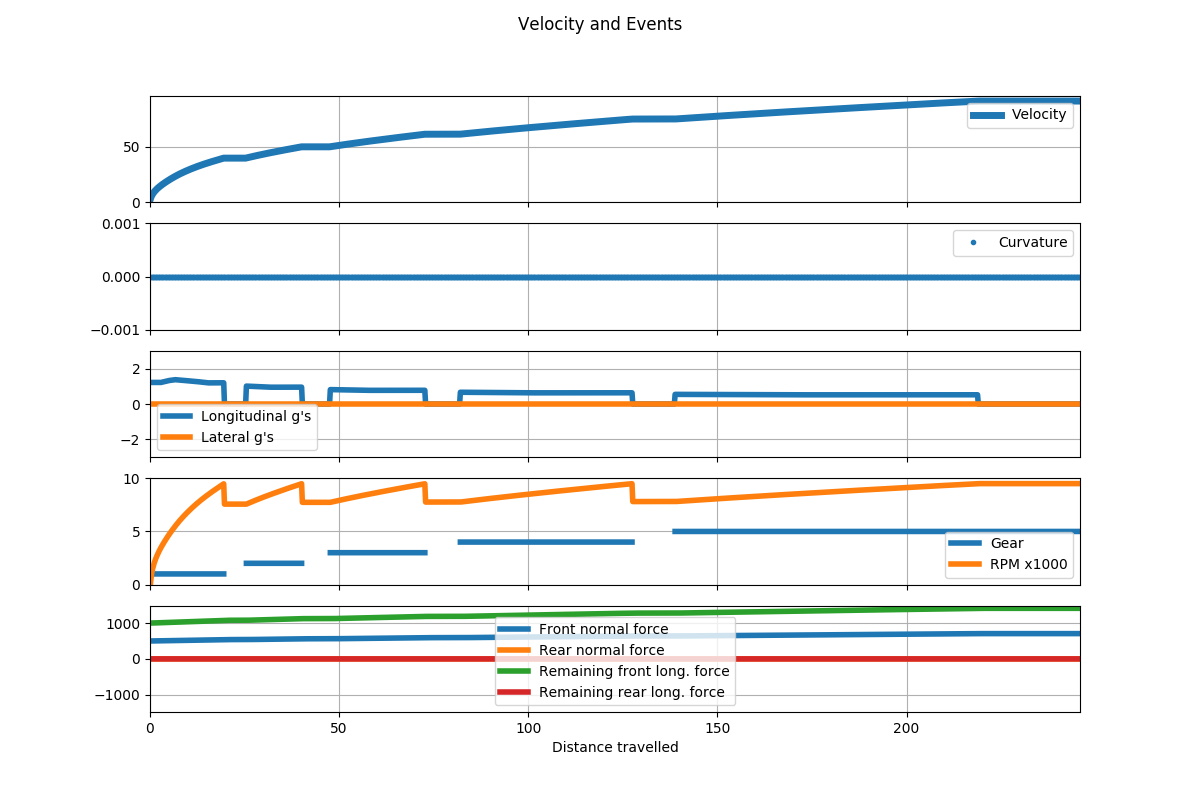 Velocity and Events
50
0
Velocity
0.001
0.000
−0.001
Curvature
2
0
−2
Longitudinal g's
Lateral g's
10
5
0
Gear
RPM x1000
1000
0
−1000
Front normal force
Rear normal force
Remaining front long. force
Remaining rear long. force
0 50 100 150 200
Distance travelled